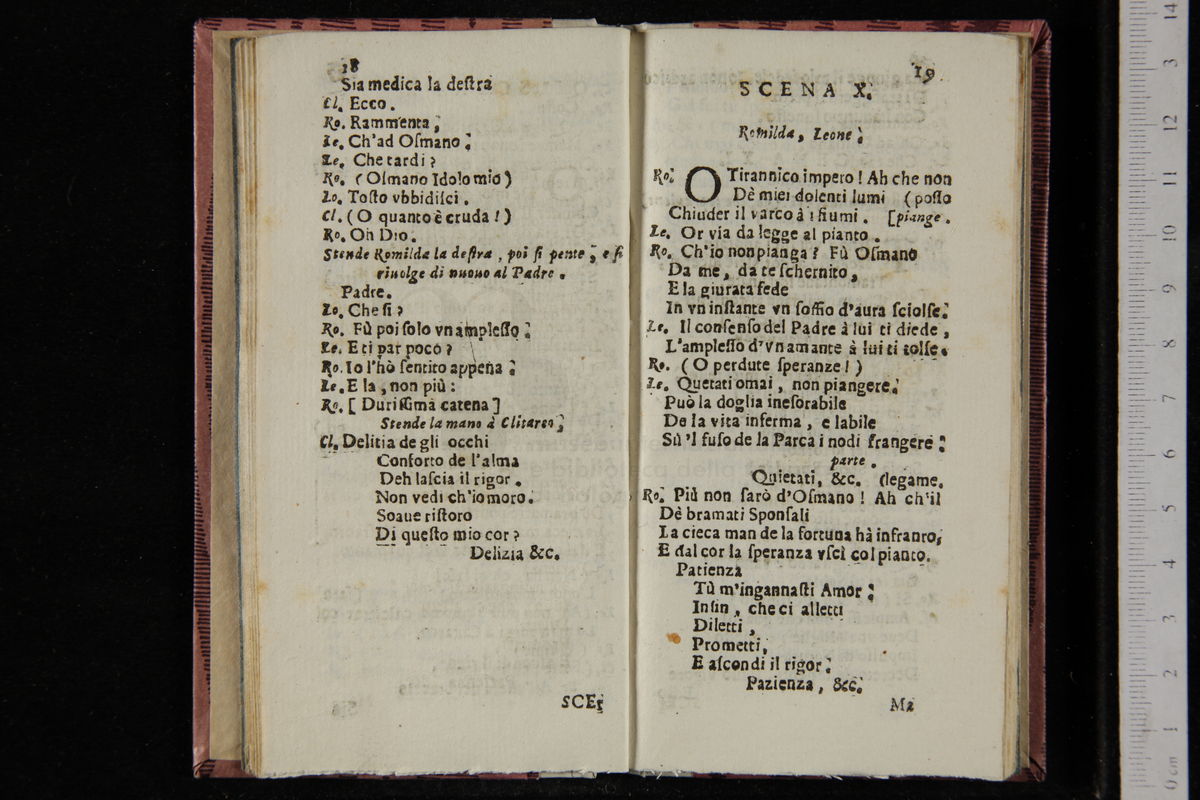 18
Sia medica la deſtra
Cl. Ecco.
Ro. Rammenta;
Le. Ch'ad Oſmano:
Le. Che tardi?
Ro. (Oſmano Idolo mio)
Lo. Toſto vbbidiſci.
Cl. (O quanto è cruda!)
Ro. Oh Dio.
Stende Romilda la deſtra, poi ſi pente; e ſi
riuolge di nuouo al Padre.
Padre.
Lo. Che ſi?
Ro. Fù poi ſolo vn ampleſſo:
Le. E ti par poco?
Ro. Io l'hò ſentito appena:
Le. E la, non più:
Ro. [Duriſſima catena]
Stende la mano à Clitarco;
Cl. Delitia de gli occhi
Conforto de l'alma
Deh laſcia il rigor.
Non vedi ch'io moro.
Soaue riſtoro
Di queſto mio cor?
Delizia &c.
SCE
19
SCENA X.
Romilda, Leone:
Ro. O Tirannico impero! Ah che non
Dè miei dolenti lumi (poſſo
Chiuder il varco à i fiumi. [piange.
Le. Or via da legge al pianto.
Ro. Ch'io non pianga? Fù Oſmano
Da me, da te ſchernito,
E la giurata fede
In vn inſtante vn ſoffio d'aura ſciolſe:
Le. Il conſenſo del Padre à lui ti diede,
L'ampleſſo d'vn amante à lui ti tolſe.
Ro. (O perdute ſperanze!)
Le. Quetati omai, non piangere:
Può la doglia ineſorabile
De la vita inferma, e labile
Sù 'l fuſo de la Parca i nodi frangere:
parte.
Quietati, &c. (legame.
Ro. Più non ſarò d'Oſmano! Ah ch'il
Dè bramati Sponſali
La cieca man de la fortuna hà infranto;
E dal cor la ſperanza vſcì col pianto.
Patienza
Tù m'ingannaſti Amor:
Inſin, che ci alletti
Diletti,
Prometti,
E aſcondi il rigor:
Pazienza, &c.
Ma